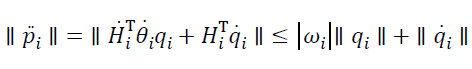 ‖ p̈ᵢ ‖ = ‖ Ḣᵢᵀθ̇ᵢqᵢ + Hᵢᵀq̇ᵢ ‖ ≤ |ωᵢ|‖ qᵢ ‖ + ‖ q̇ᵢ ‖